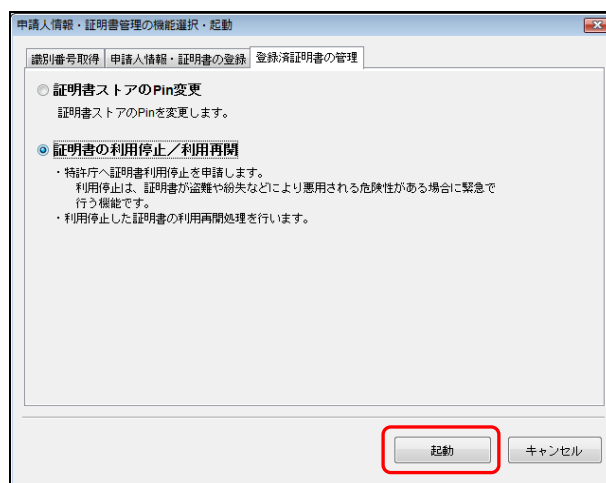 申請人情報・証明書管理の機能選択・起動
識別番号取得 申請人情報・証明書の登録 登録済証明書の管理
証明書ストアのPin変更
証明書ストアのPinを変更します。
証明書の利用停止／利用再開
・特許庁へ証明書利用停止を申請します。
利用停止は、証明書が盗難や紛失などにより悪用される危険性がある場合に緊急で
行う機能です。
・利用停止した証明書の利用再開処理を行います。
起動 キャンセル